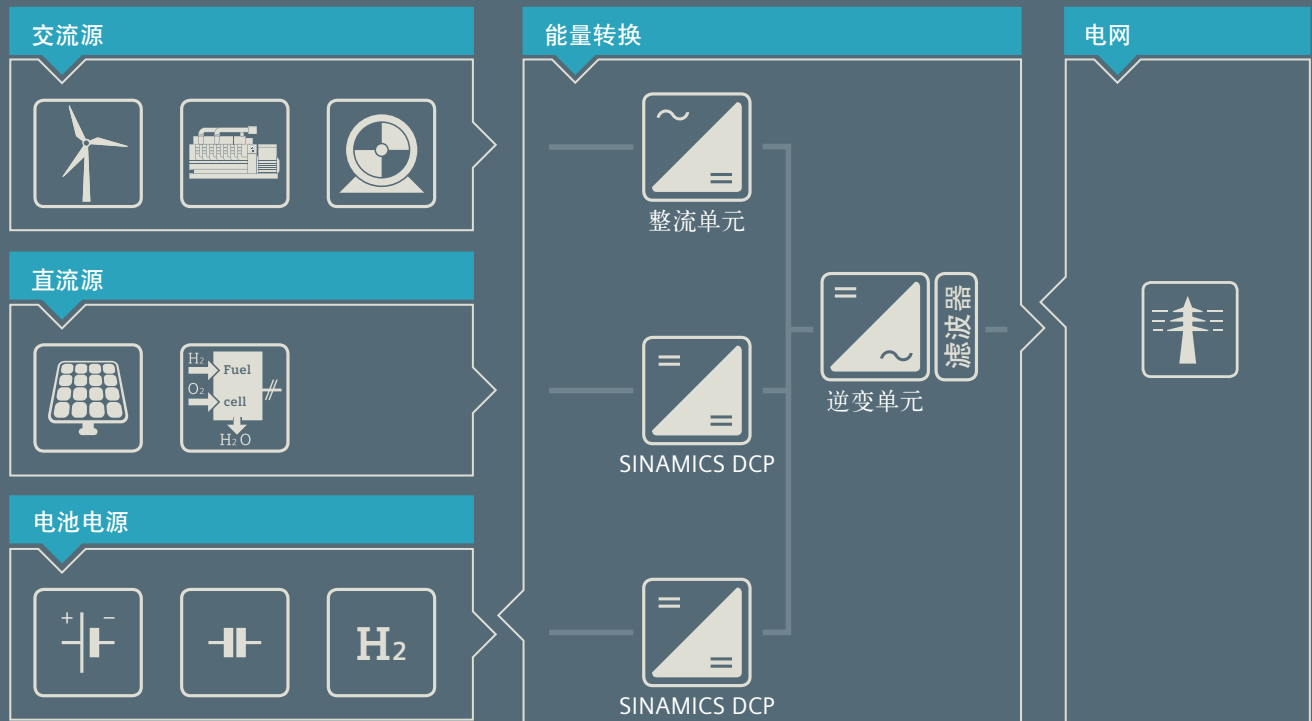 交流源
能量转换
电网
整流单元
直流源
H₂
O₂
Fuel
cell
H₂O
SINAMICS DCP
逆变单元
滤波器
电池电源
+ −
H₂
SINAMICS DCP